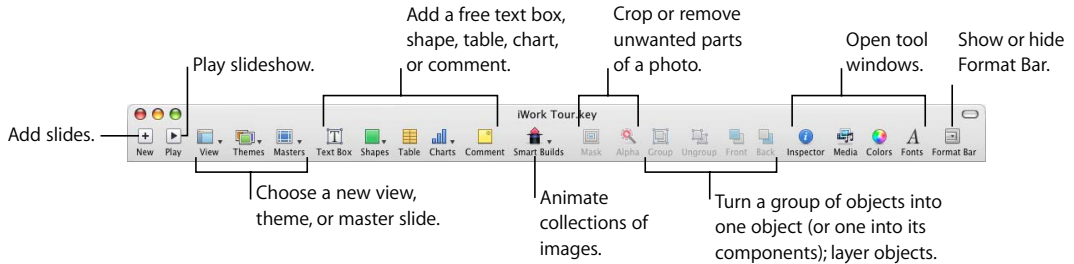 Add a free text box,
shape, table, chart,
or comment.
Crop or remove
unwanted parts
of a photo.
Play slideshow.
Open tool
windows.
Show or hide
Format Bar.
Add slides.
iWork Tour.key
New Play View Themes Masters Text Box Shapes Table Charts Comment Smart Builds Mask Alpha Group Ungroup Front Back Inspector Media Colors Fonts Format Bar
Choose a new view,
theme, or master slide.
Animate
collections of
images.
Turn a group of objects into
one object (or one into its
components); layer objects.